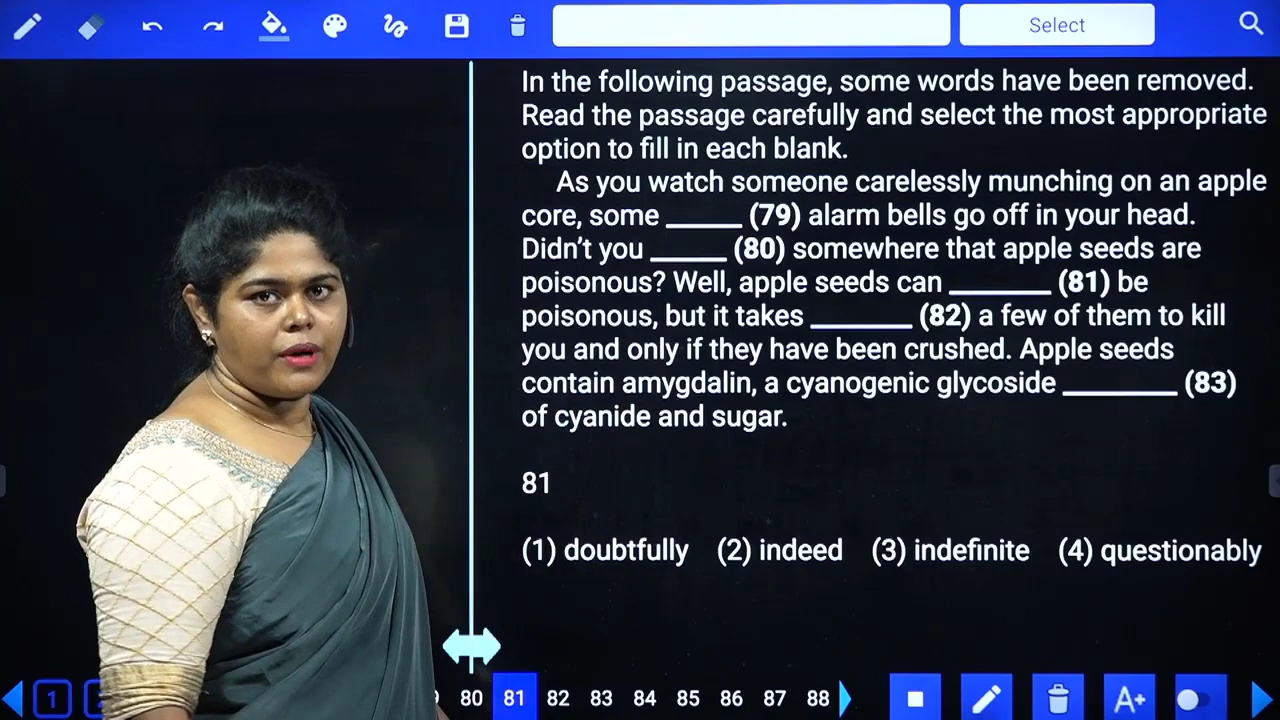 Select
In the following passage, some words have been removed.
Read the passage carefully and select the most appropriate
option to fill in each blank.
As you watch someone carelessly munching on an apple
core, some _____ (79) alarm bells go off in your head.
Didn't you _____ (80) somewhere that apple seeds are
poisonous? Well, apple seeds can _______ (81) be
poisonous, but it takes _______ (82) a few of them to kill
you and only if they have been crushed. Apple seeds
contain amygdalin, a cyanogenic glycoside ________ (83)
of cyanide and sugar.
81
(1) doubtfully (2) indeed (3) indefinite (4) questionably
1 80 81 82 83 84 85 86 87 88 A+